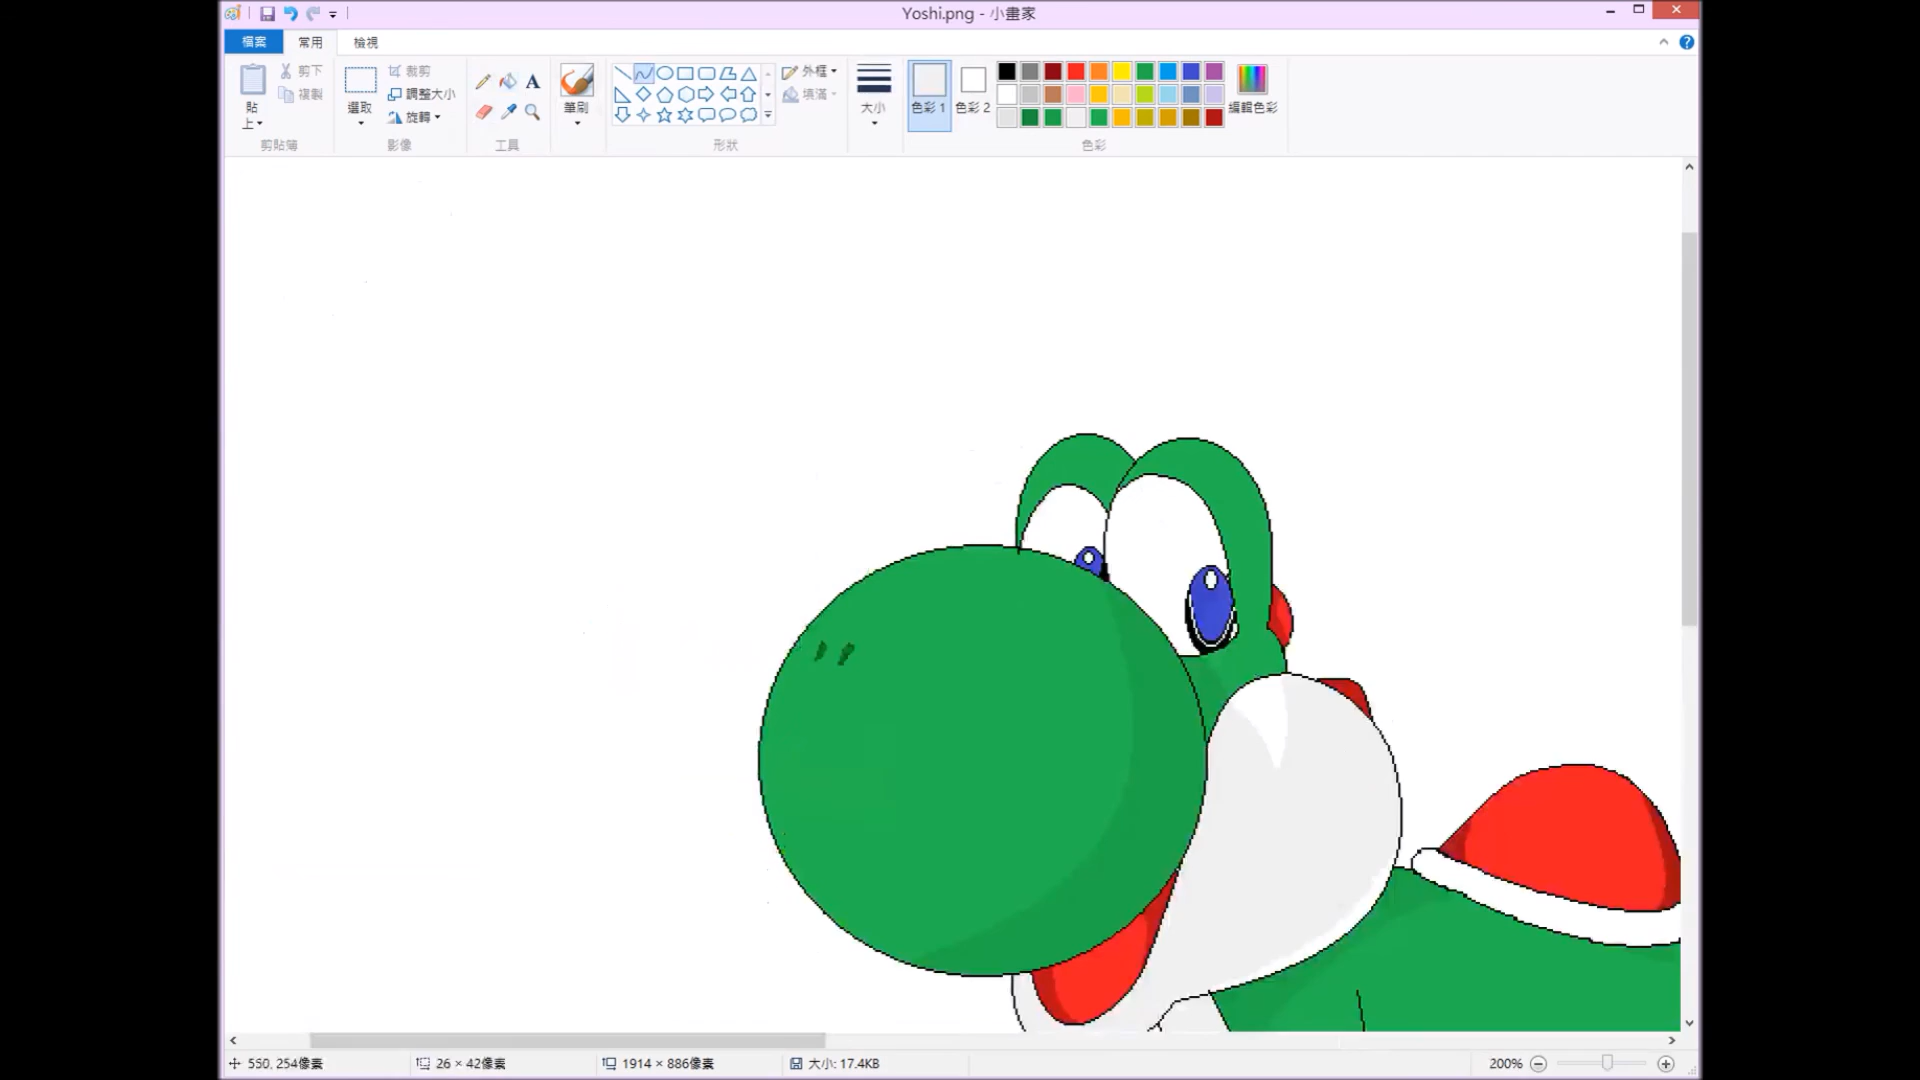 Yoshi.png - 小畫家
檔案 常用 檢視
貼上
剪下
複製
剪貼簿
選取
裁剪
調整大小
旋轉
影像
A
工具
筆刷
外框
填滿
形狀
大小
色彩 1
色彩 2
編輯色彩
色彩
550, 254像素
26 × 42像素
1914 × 886像素
大小: 17.4KB
200%